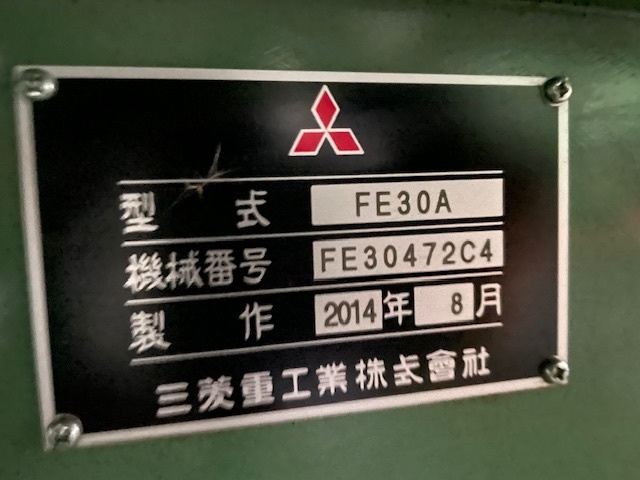 型式 FE30A
機械番号 FE30472C4
製作 2014年 8月
三菱重工業株式會社